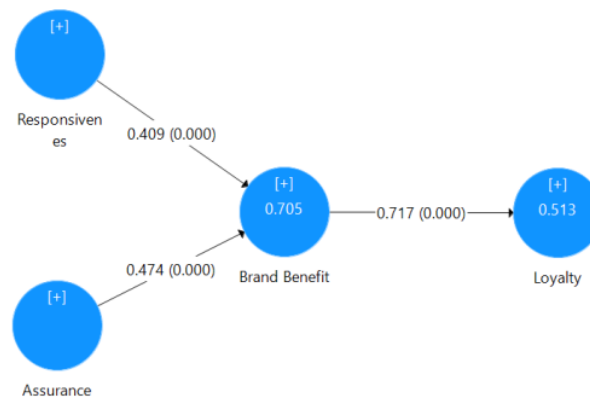 [+]
Responsiven
es
0.409 (0.000)
[+]
0.705
Brand Benefit
0.717 (0.000)
[+]
0.513
Loyalty
0.474 (0.000)
[+]
Assurance